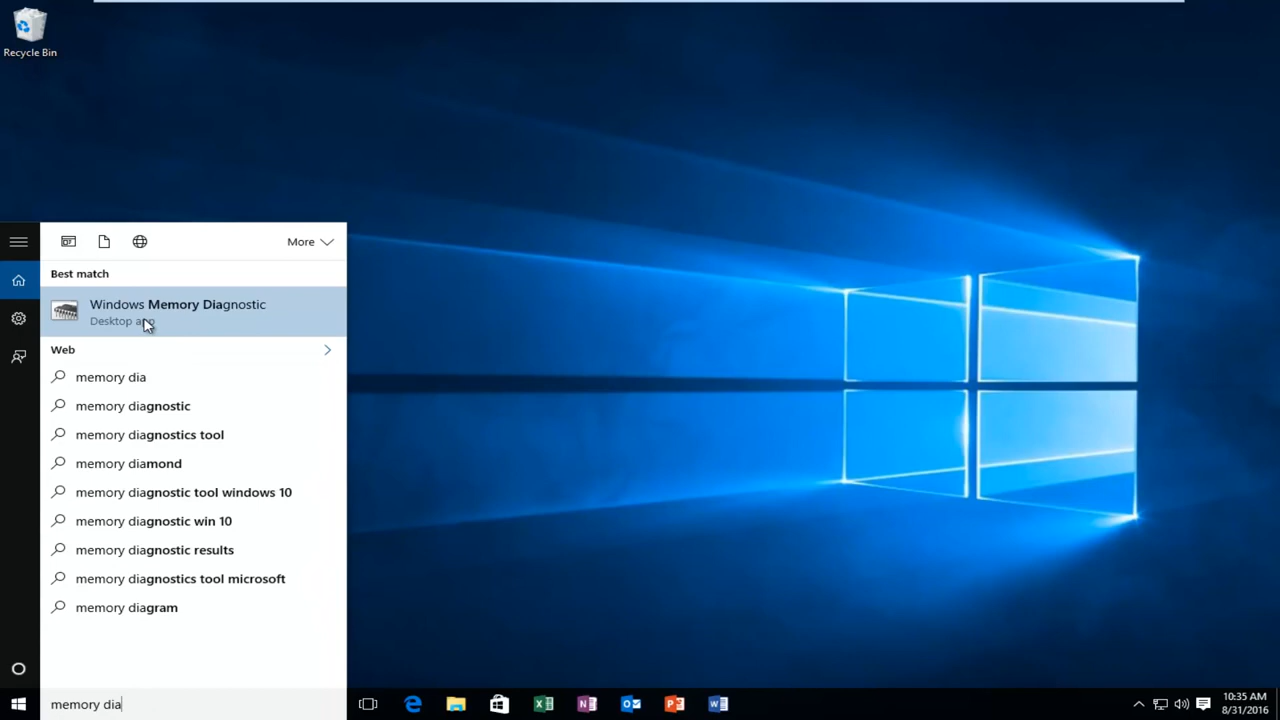 Recycle Bin
More
Best match
Windows Memory Diagnostic
Desktop app
Web
memory dia
memory diagnostic
memory diagnostics tool
memory diamond
memory diagnostic tool windows 10
memory diagnostic win 10
memory diagnostic results
memory diagnostics tool microsoft
memory diagram
memory dia
10:35 AM
8/31/2016